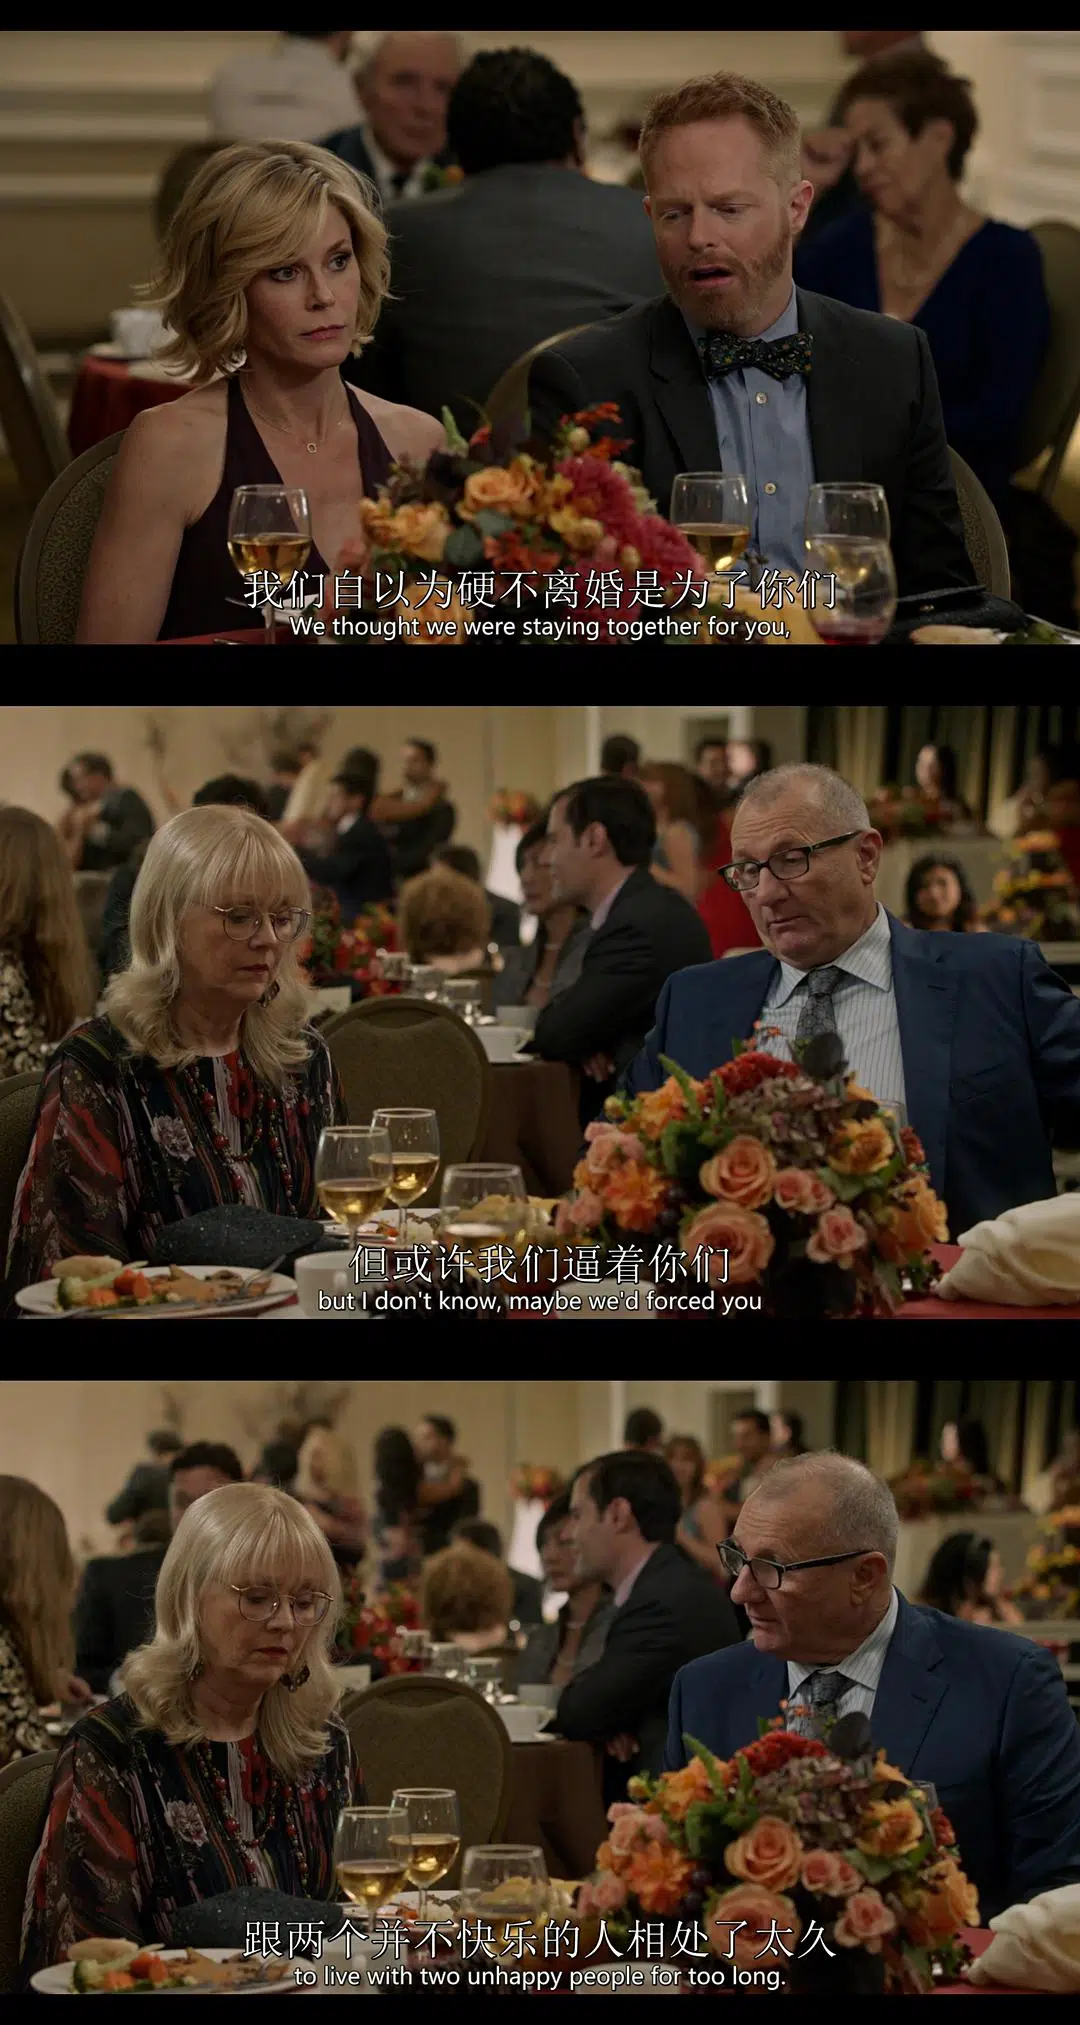 我们自以为硬不离婚是为了你们
We thought we were staying together for you,
但或许我们逼着你们
but I don't know, maybe we'd forced you
跟两个并不快乐的人相处了太久
to live with two unhappy people for too long.